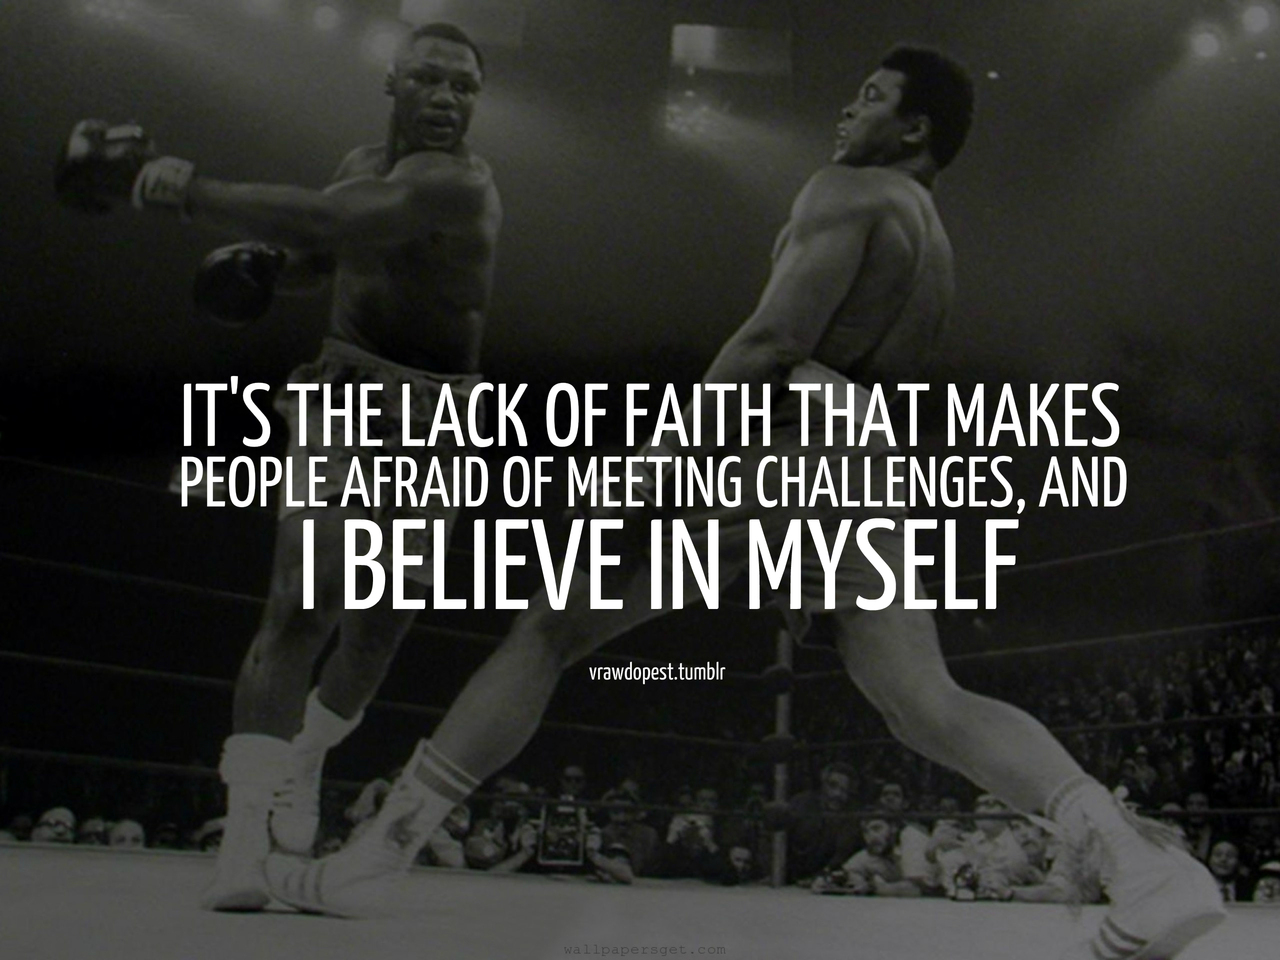 IT'S THE LACK OF FAITH THAT MAKES
PEOPLE AFRAID OF MEETING CHALLENGES, AND
I BELIEVE IN MYSELF
vrawdopest.tumblr
wallpapersget.com